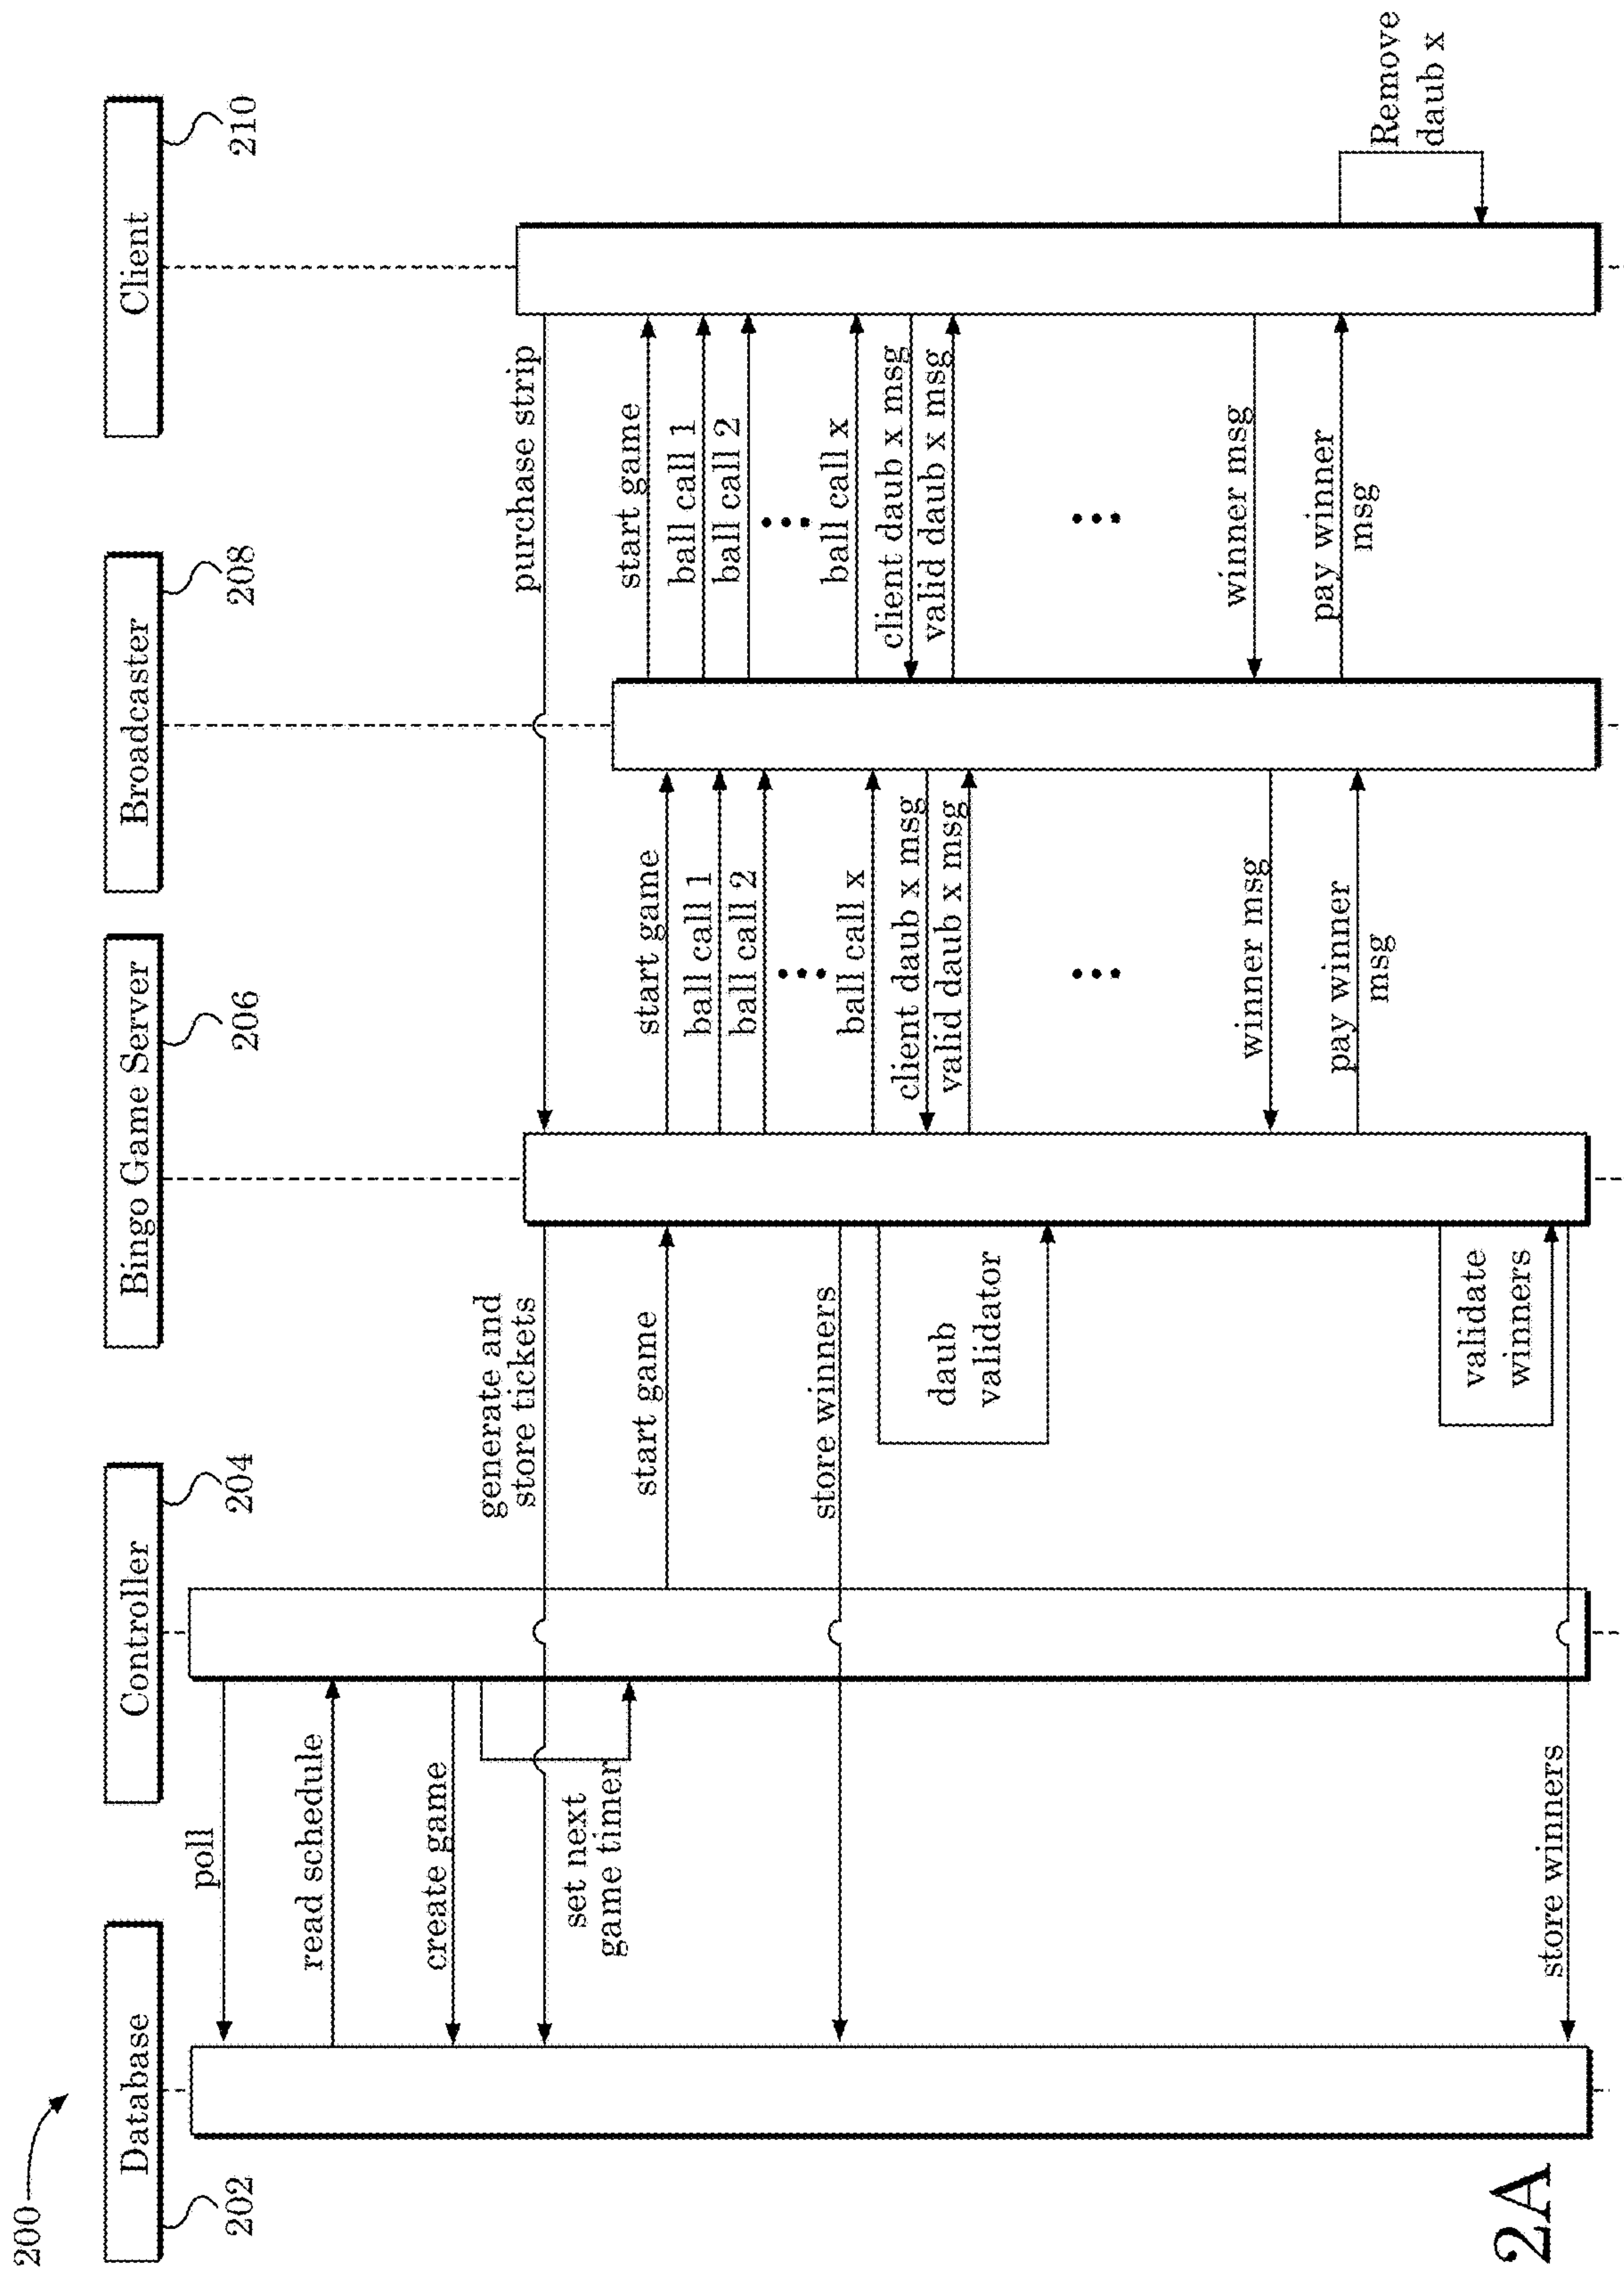 200
Database
202
Controller
204
Bingo Game Server
206
Broadcaster
208
Client
210
poll
read schedule
create game
set next
game timer
purchase strip
generate and
store tickets
start game
start game
start game
ball call 1
ball call 1
ball call 2
ball call 2
store winners
ball call x
ball call x
client daub x msg
client daub x msg
valid daub x msg
valid daub x msg
daub
validator
winner msg
winner msg
pay winner
msg
pay winner
msg
Remove
daub x
validate
winners
store winners
2A